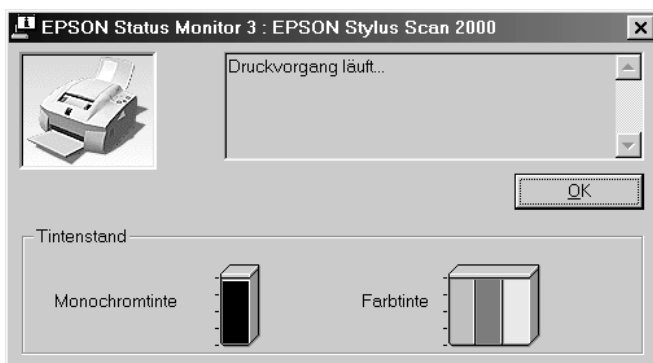 EPSON Status Monitor 3 : EPSON Stylus Scan 2000
Druckvorgang läuft...
OK
Tintenstand
Monochromtinte
Farbtinte